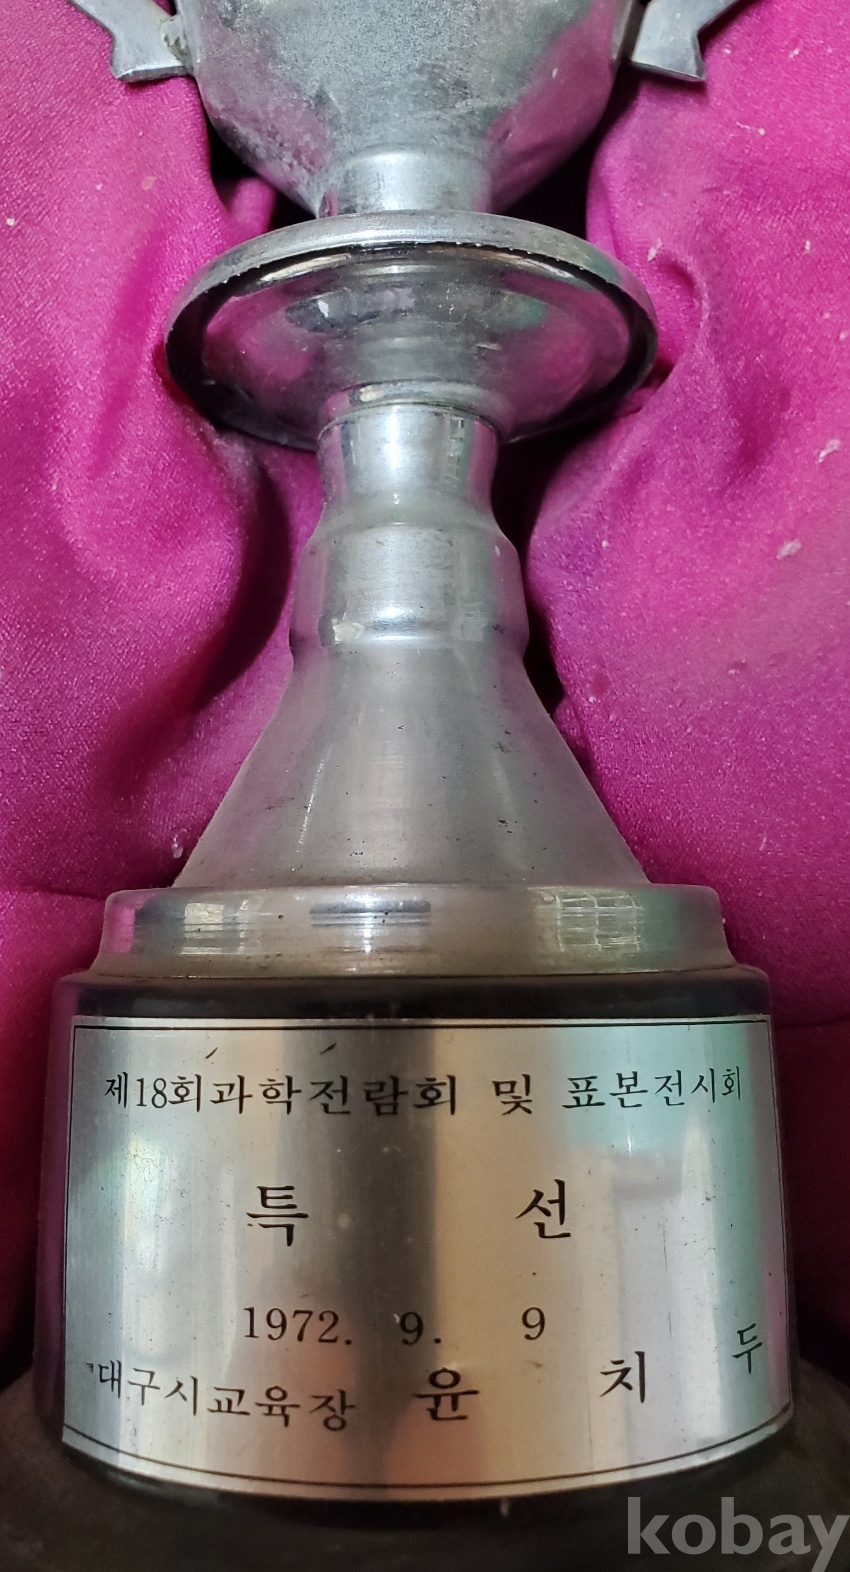 제18회과학전람회 및 표본전시회
특 선
1972. 9. 9
대구시교육장 윤 치 두
kobay